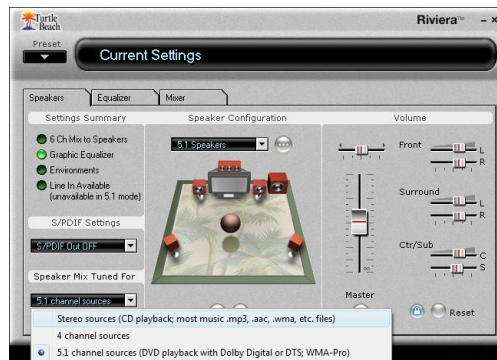 Turtle
Beach
Riviera™
Preset
Current Settings
Speakers
Equalizer
Mixer
Settings Summary
Speaker Configuration
Volume
6 Ch Mix to Speakers
Graphic Equalizer
Environments
Line In Available
(unavailable in 5.1 mode)
5.1 Speakers
Front
L
R
Surround
L
R
S/PDIF Settings
S/PDIF Out OFF
Ctr/Sub
C
S
Speaker Mix Tuned For
5.1 channel sources
Master
Reset
Stereo sources (CD playback; most music .mp3, .aac, .wma, etc. files)
4 channel sources
5.1 channel sources (DVD playback with Dolby Digital or DTS; WMA-Pro)